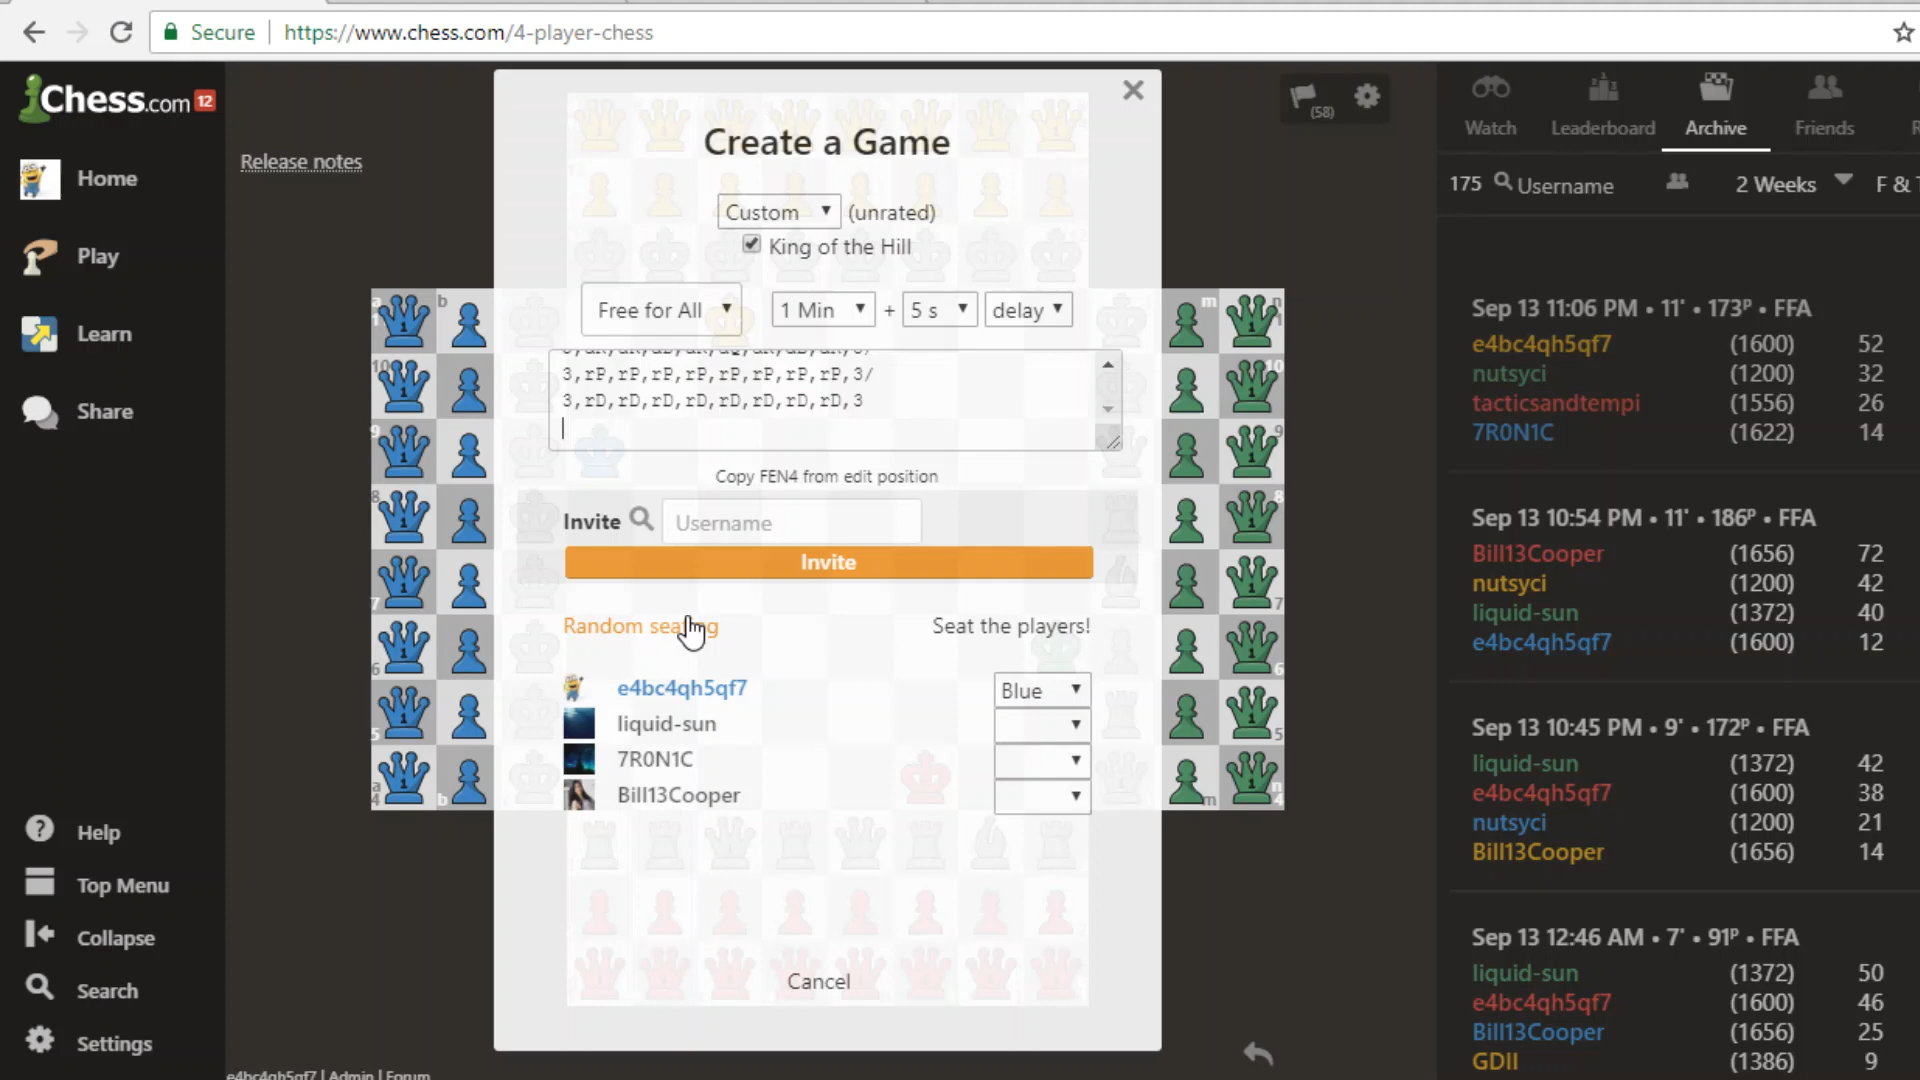 Secure
https://www.chess.com/4-player-chess
Chess.com 12
Home
Play
Learn
Share
Help
Top Menu
Collapse
Search
Settings
Release notes
(58)
Create a Game
Custom (unrated)
King of the Hill
Free for All 1 Min + 5 s delay
3,rP,rP,rP,rP,rP,rP,rP,rP,3/
3,rD,rD,rD,rD,rD,rD,rD,rD,3
Copy FEN4 from edit position
Invite Username
Invite
Random seating Seat the players!
e4bc4qh5qf7 Blue
liquid-sun
7R0N1C
Bill13Cooper
Cancel
Watch Leaderboard Archive Friends
175 Username 2 Weeks F &
Sep 13 11:06 PM • 11' • 173ᴾ • FFA
e4bc4qh5qf7 (1600) 52
nutsyci (1200) 32
tacticsandtempi (1556) 26
7R0N1C (1622) 14
Sep 13 10:54 PM • 11' • 186ᴾ • FFA
Bill13Cooper (1656) 72
nutsyci (1200) 42
liquid-sun (1372) 40
e4bc4qh5qf7 (1600) 12
Sep 13 10:45 PM • 9' • 172ᴾ • FFA
liquid-sun (1372) 42
e4bc4qh5qf7 (1600) 38
nutsyci (1200) 21
Bill13Cooper (1656) 14
Sep 13 12:46 AM • 7' • 91ᴾ • FFA
liquid-sun (1372) 50
e4bc4qh5qf7 (1600) 46
Bill13Cooper (1656) 25
GDII (1386) 9
e4bc4qh5qf7 | Admin | Forum